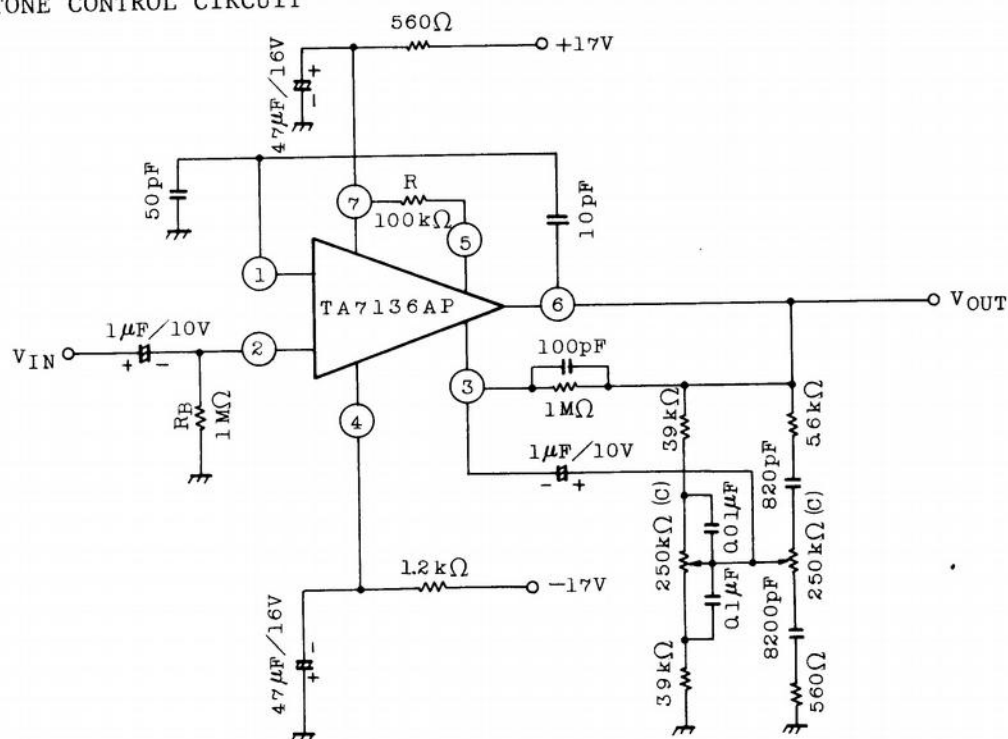 TONE CONTROL CIRCUIT
560Ω
+17V
47µF/16V
+
-
50pF
R
100kΩ
10pF
7
5
1
TA7136AP
6
VOUT
1µF/10V
VIN
+ -
2
RB
1MΩ
3
4
100pF
1MΩ
1µF/10V
- +
39kΩ
5.6kΩ
820pF
250kΩ (C)
0.01µF
0.1µF
250kΩ (C)
8200pF
39kΩ
560Ω
1.2kΩ
-17V
47µF/16V
-
+